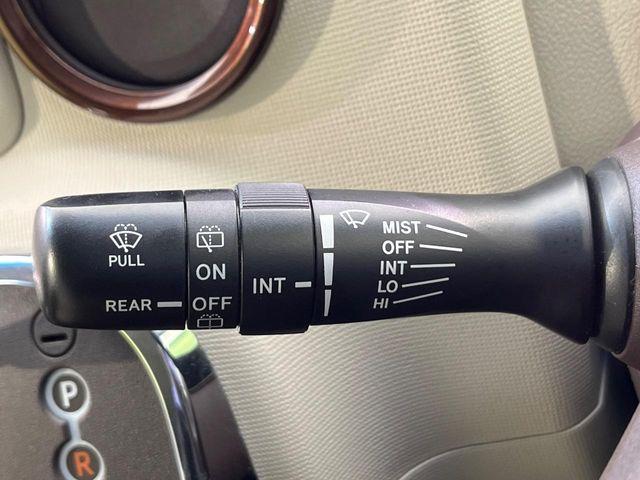 PULL
REAR
ON
OFF
INT
MIST
OFF
INT
LO
HI
P
R